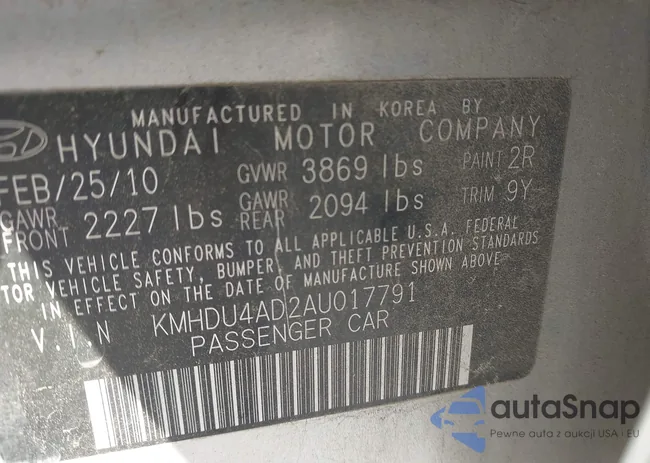 MANUFACTURED IN KOREA BY
HYUNDAI MOTOR COMPANY
FEB/25/10 GVWR 3869 lbs PAINT 2R
GAWR FRONT 2227 lbs GAWR REAR 2094 lbs TRIM 9Y
THIS VEHICLE CONFORMS TO ALL APPLICABLE U.S.A. FEDERAL
TOR VEHICLE SAFETY, BUMPER, AND THEFT PREVENTION STANDARDS
IN EFFECT ON THE DATE OF MANUFACTURE SHOWN ABOVE
V.I.N KMHDU4AD2AU017791
PASSENGER CAR
autaSnap
Pewne auta z aukcji USA i EU